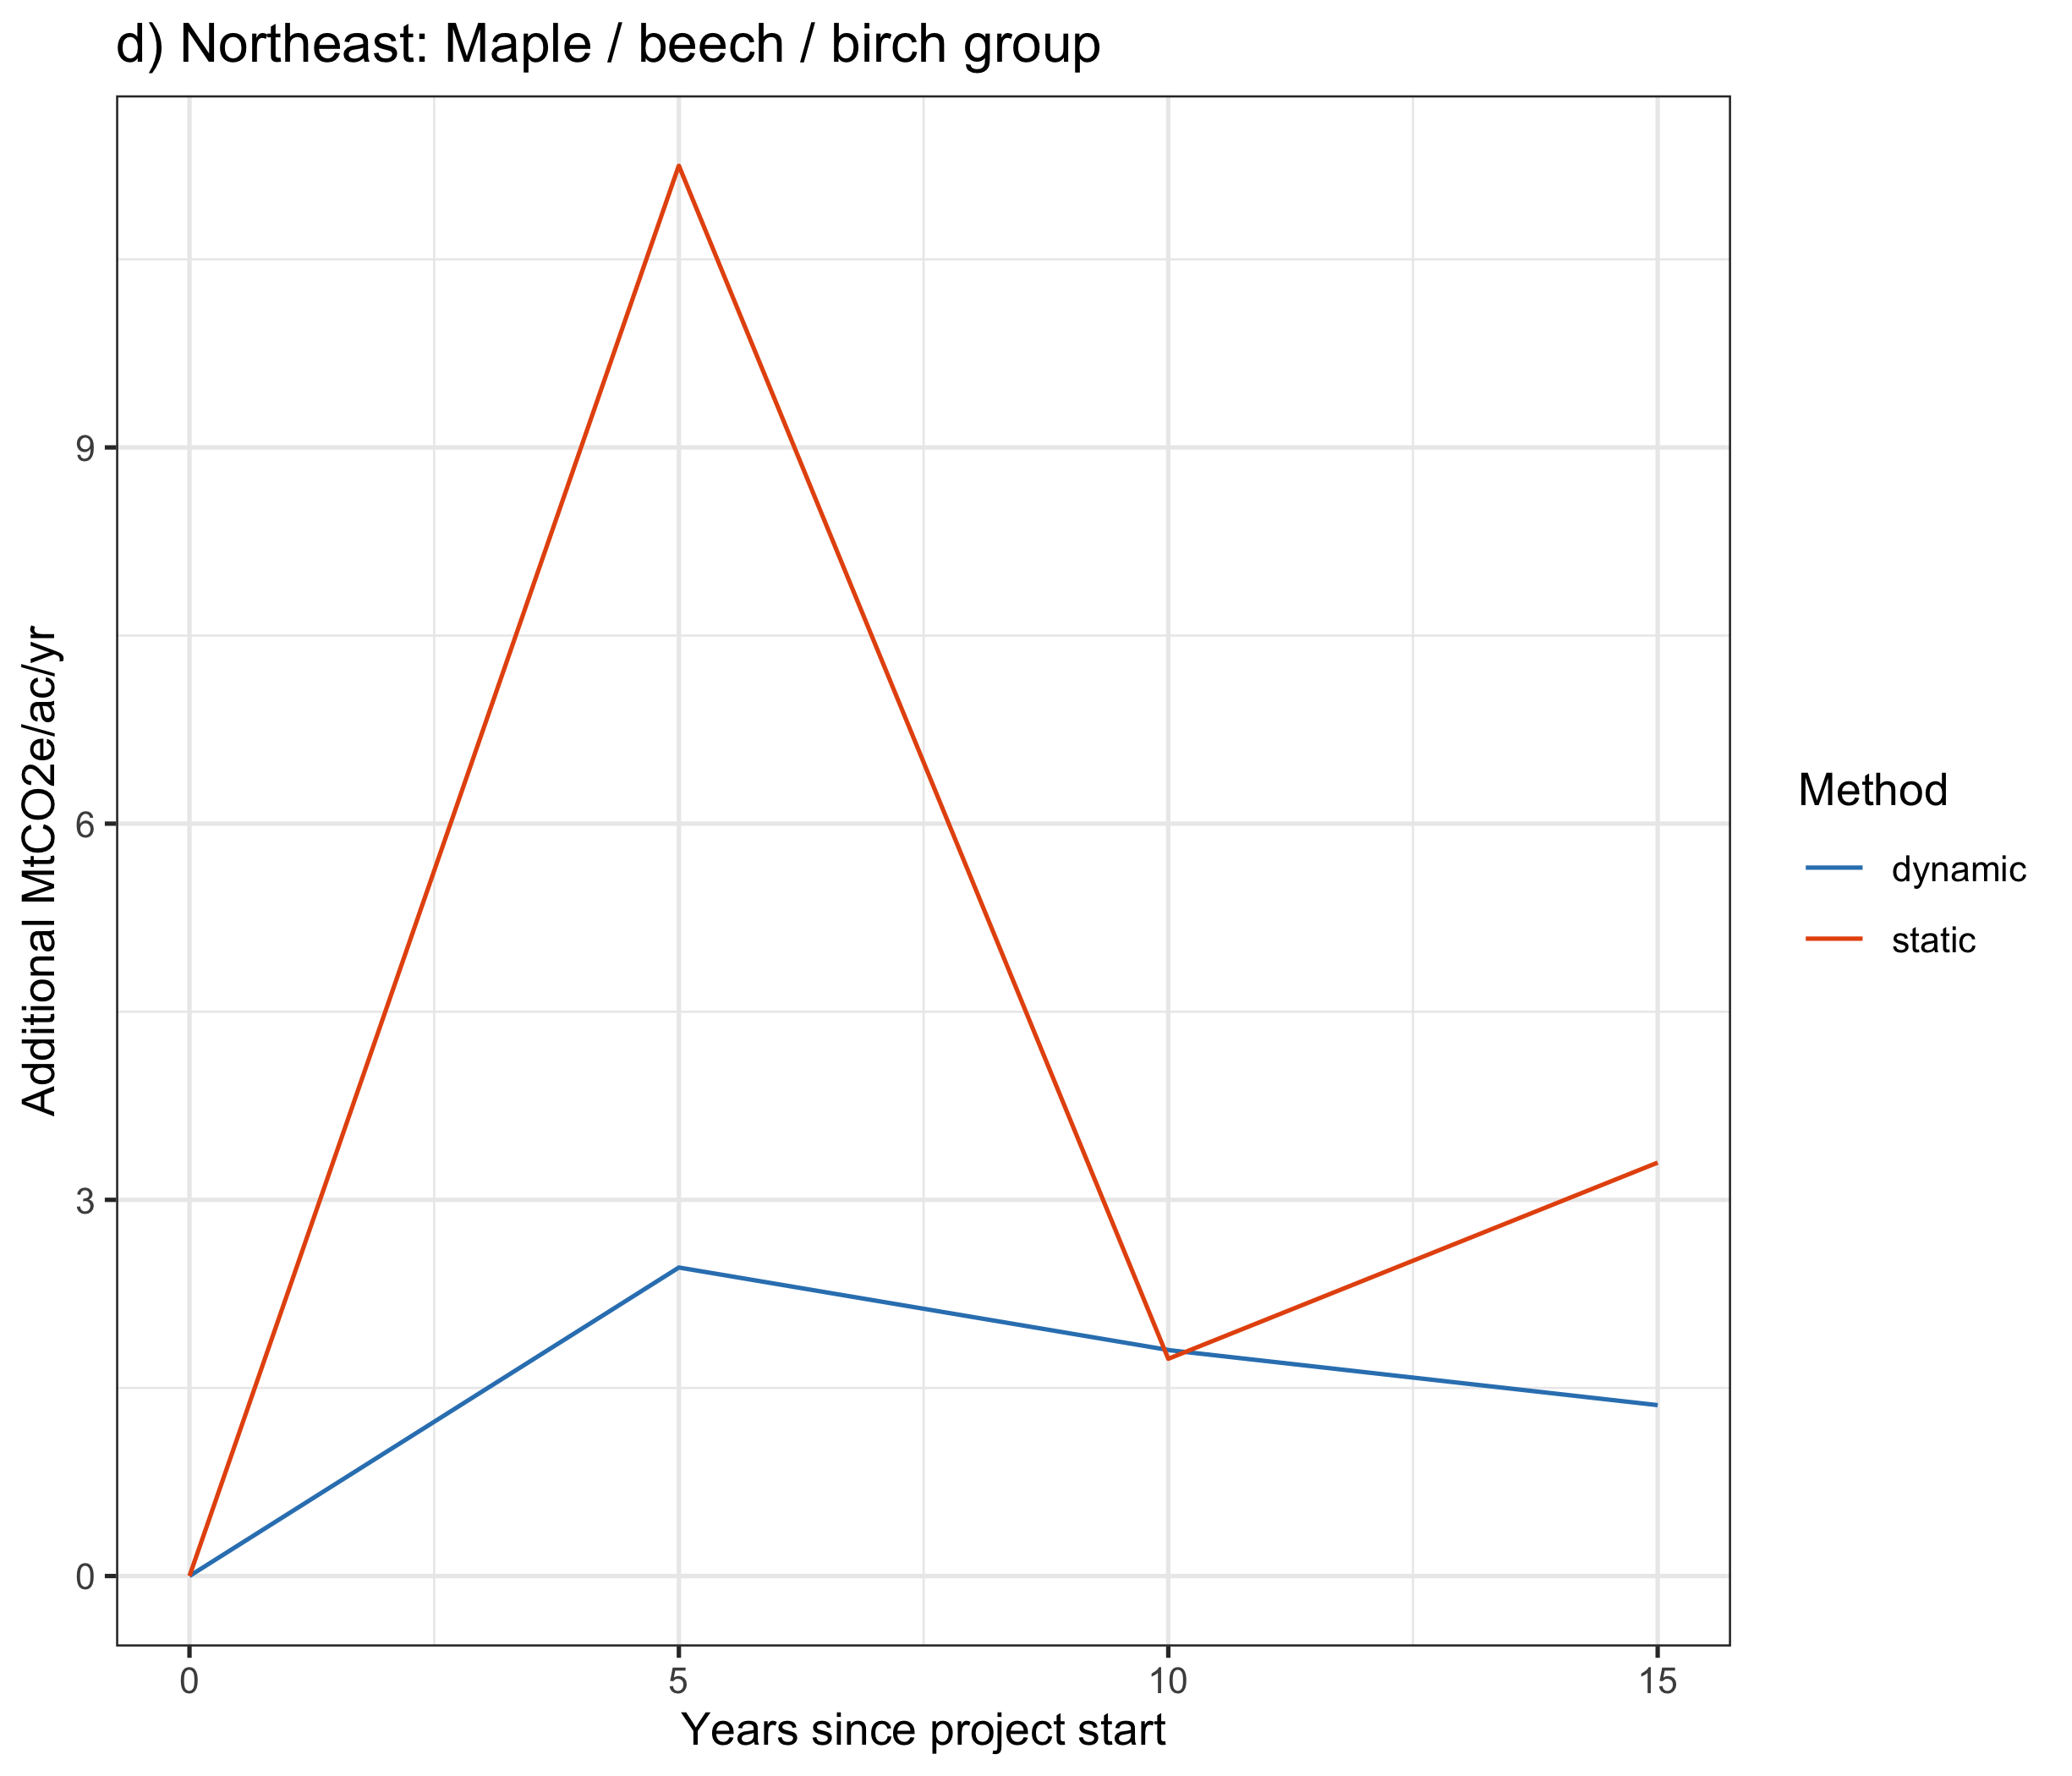 d) Northeast: Maple / beech / birch group
Additional MtCO2e/ac/yr
9
6
3
0
0 5 10 15
Years since project start
Method
dynamic
static